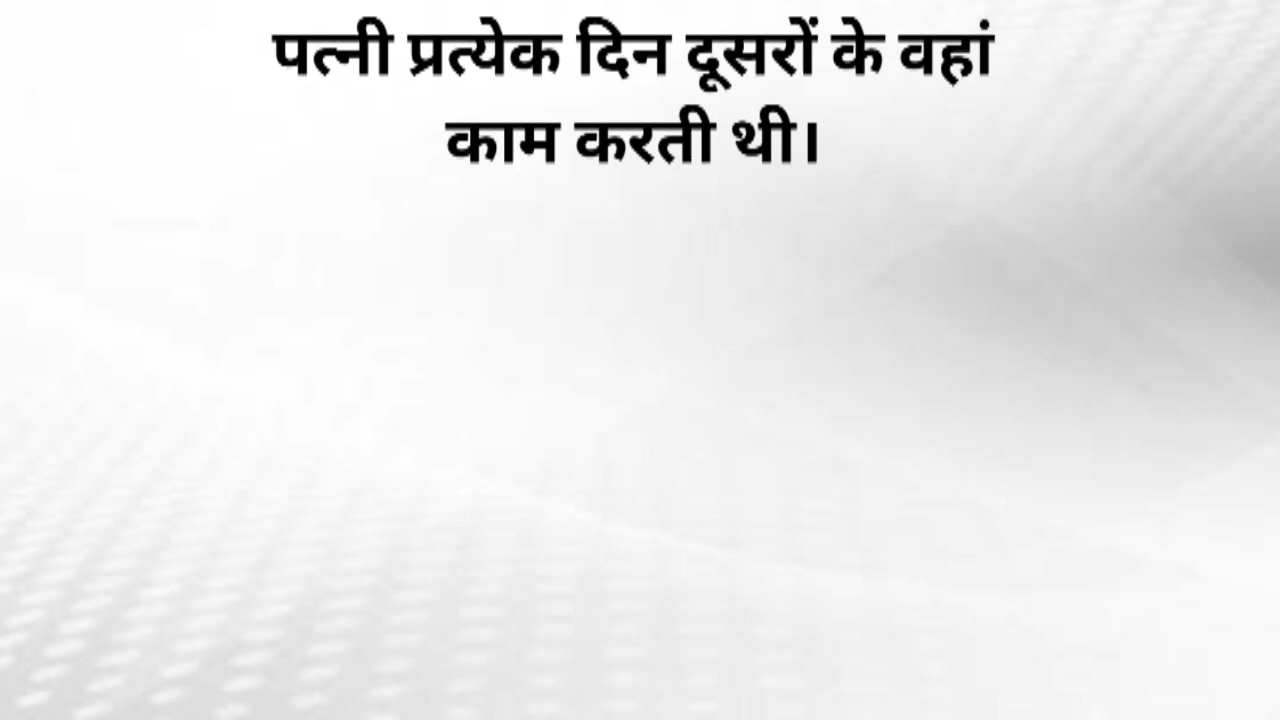 पत्नी प्रत्येक दिन दूसरों के वहां
काम करती थी।